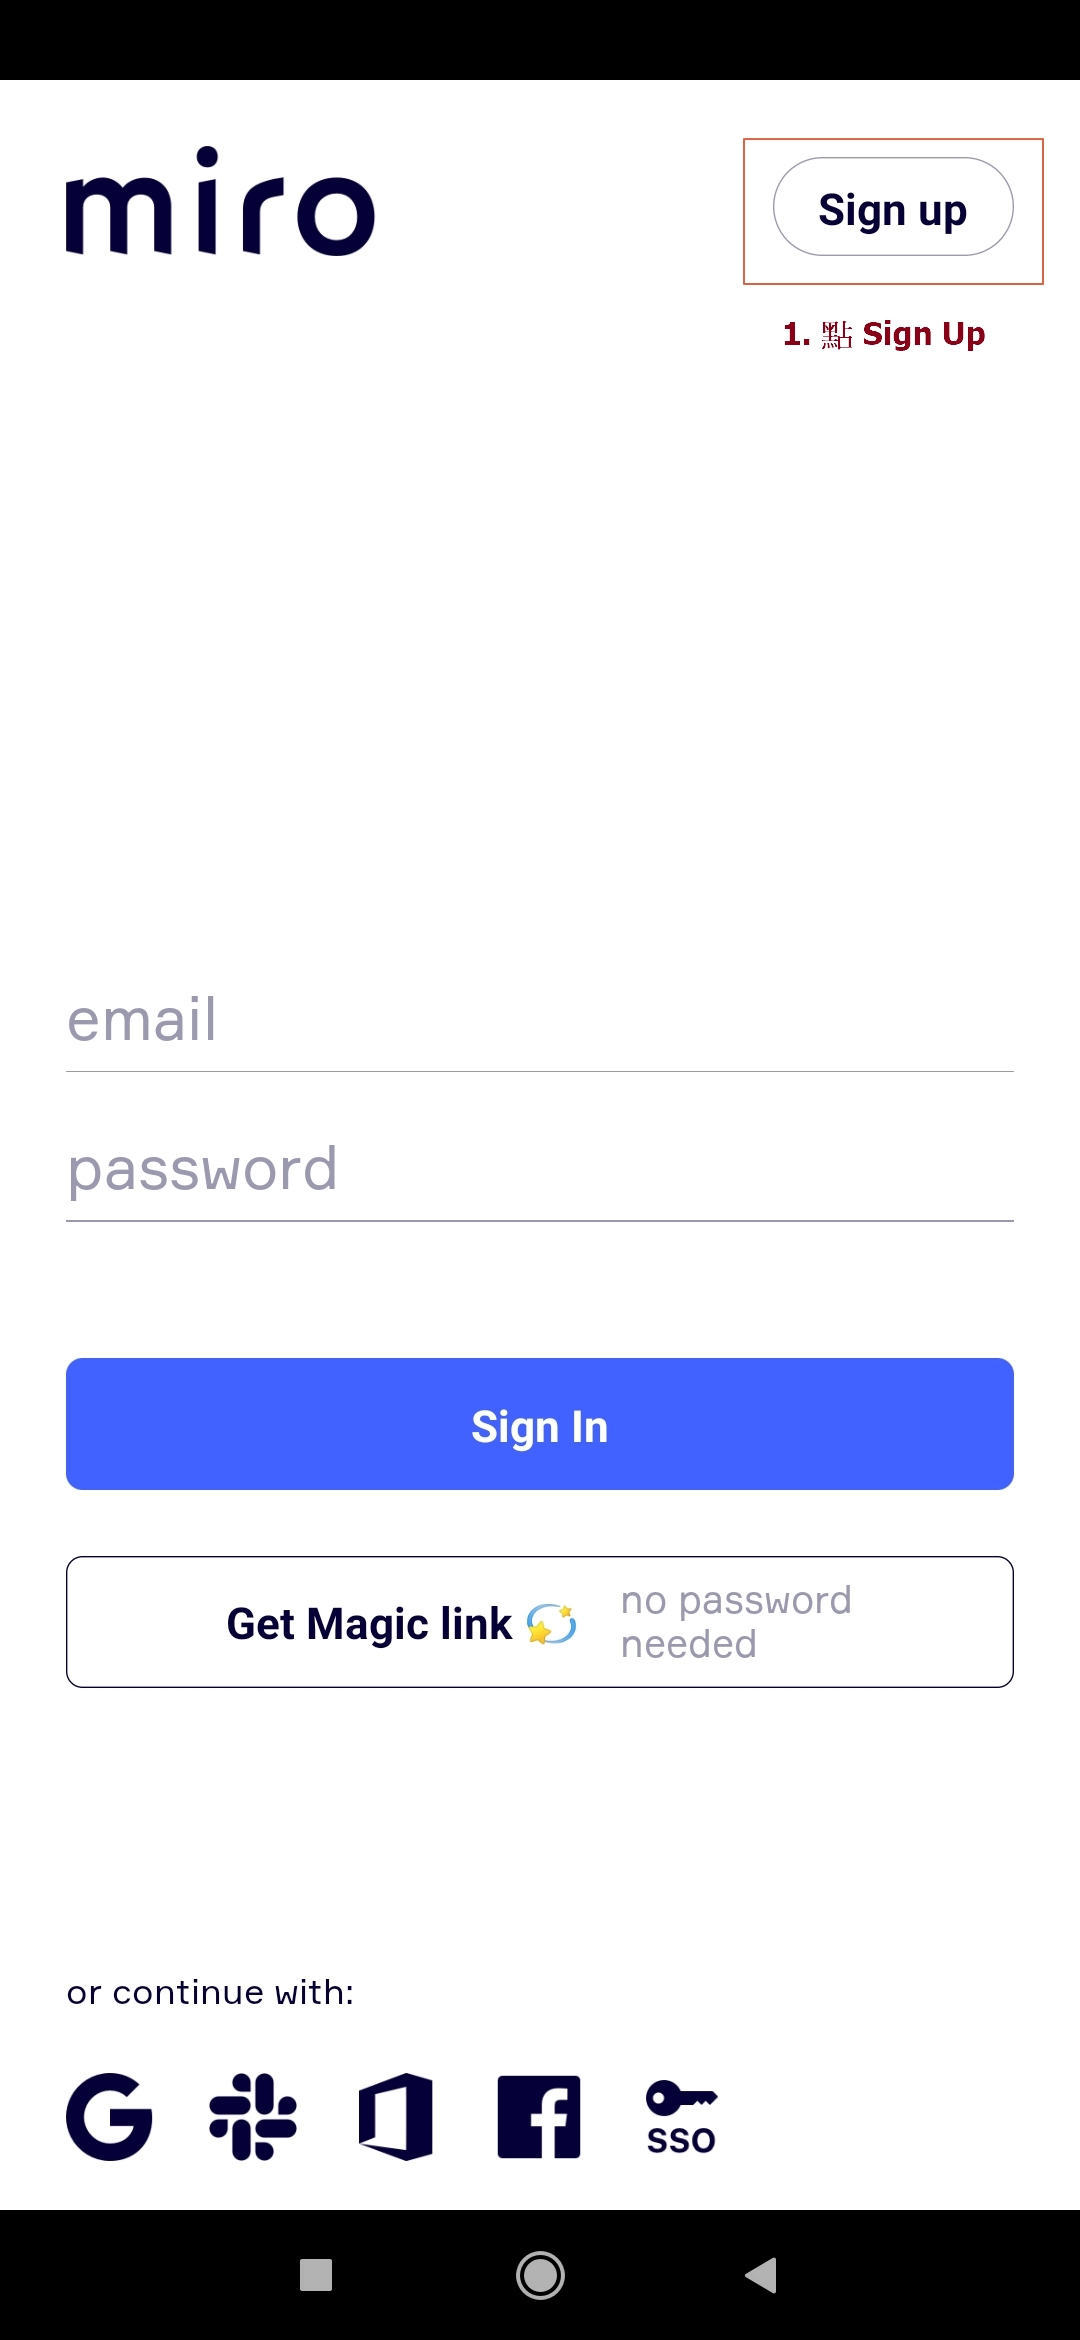 miro
Sign up
1. 點 Sign Up
email
password
Sign In
Get Magic link 💫 no password
needed
or continue with:
SSO